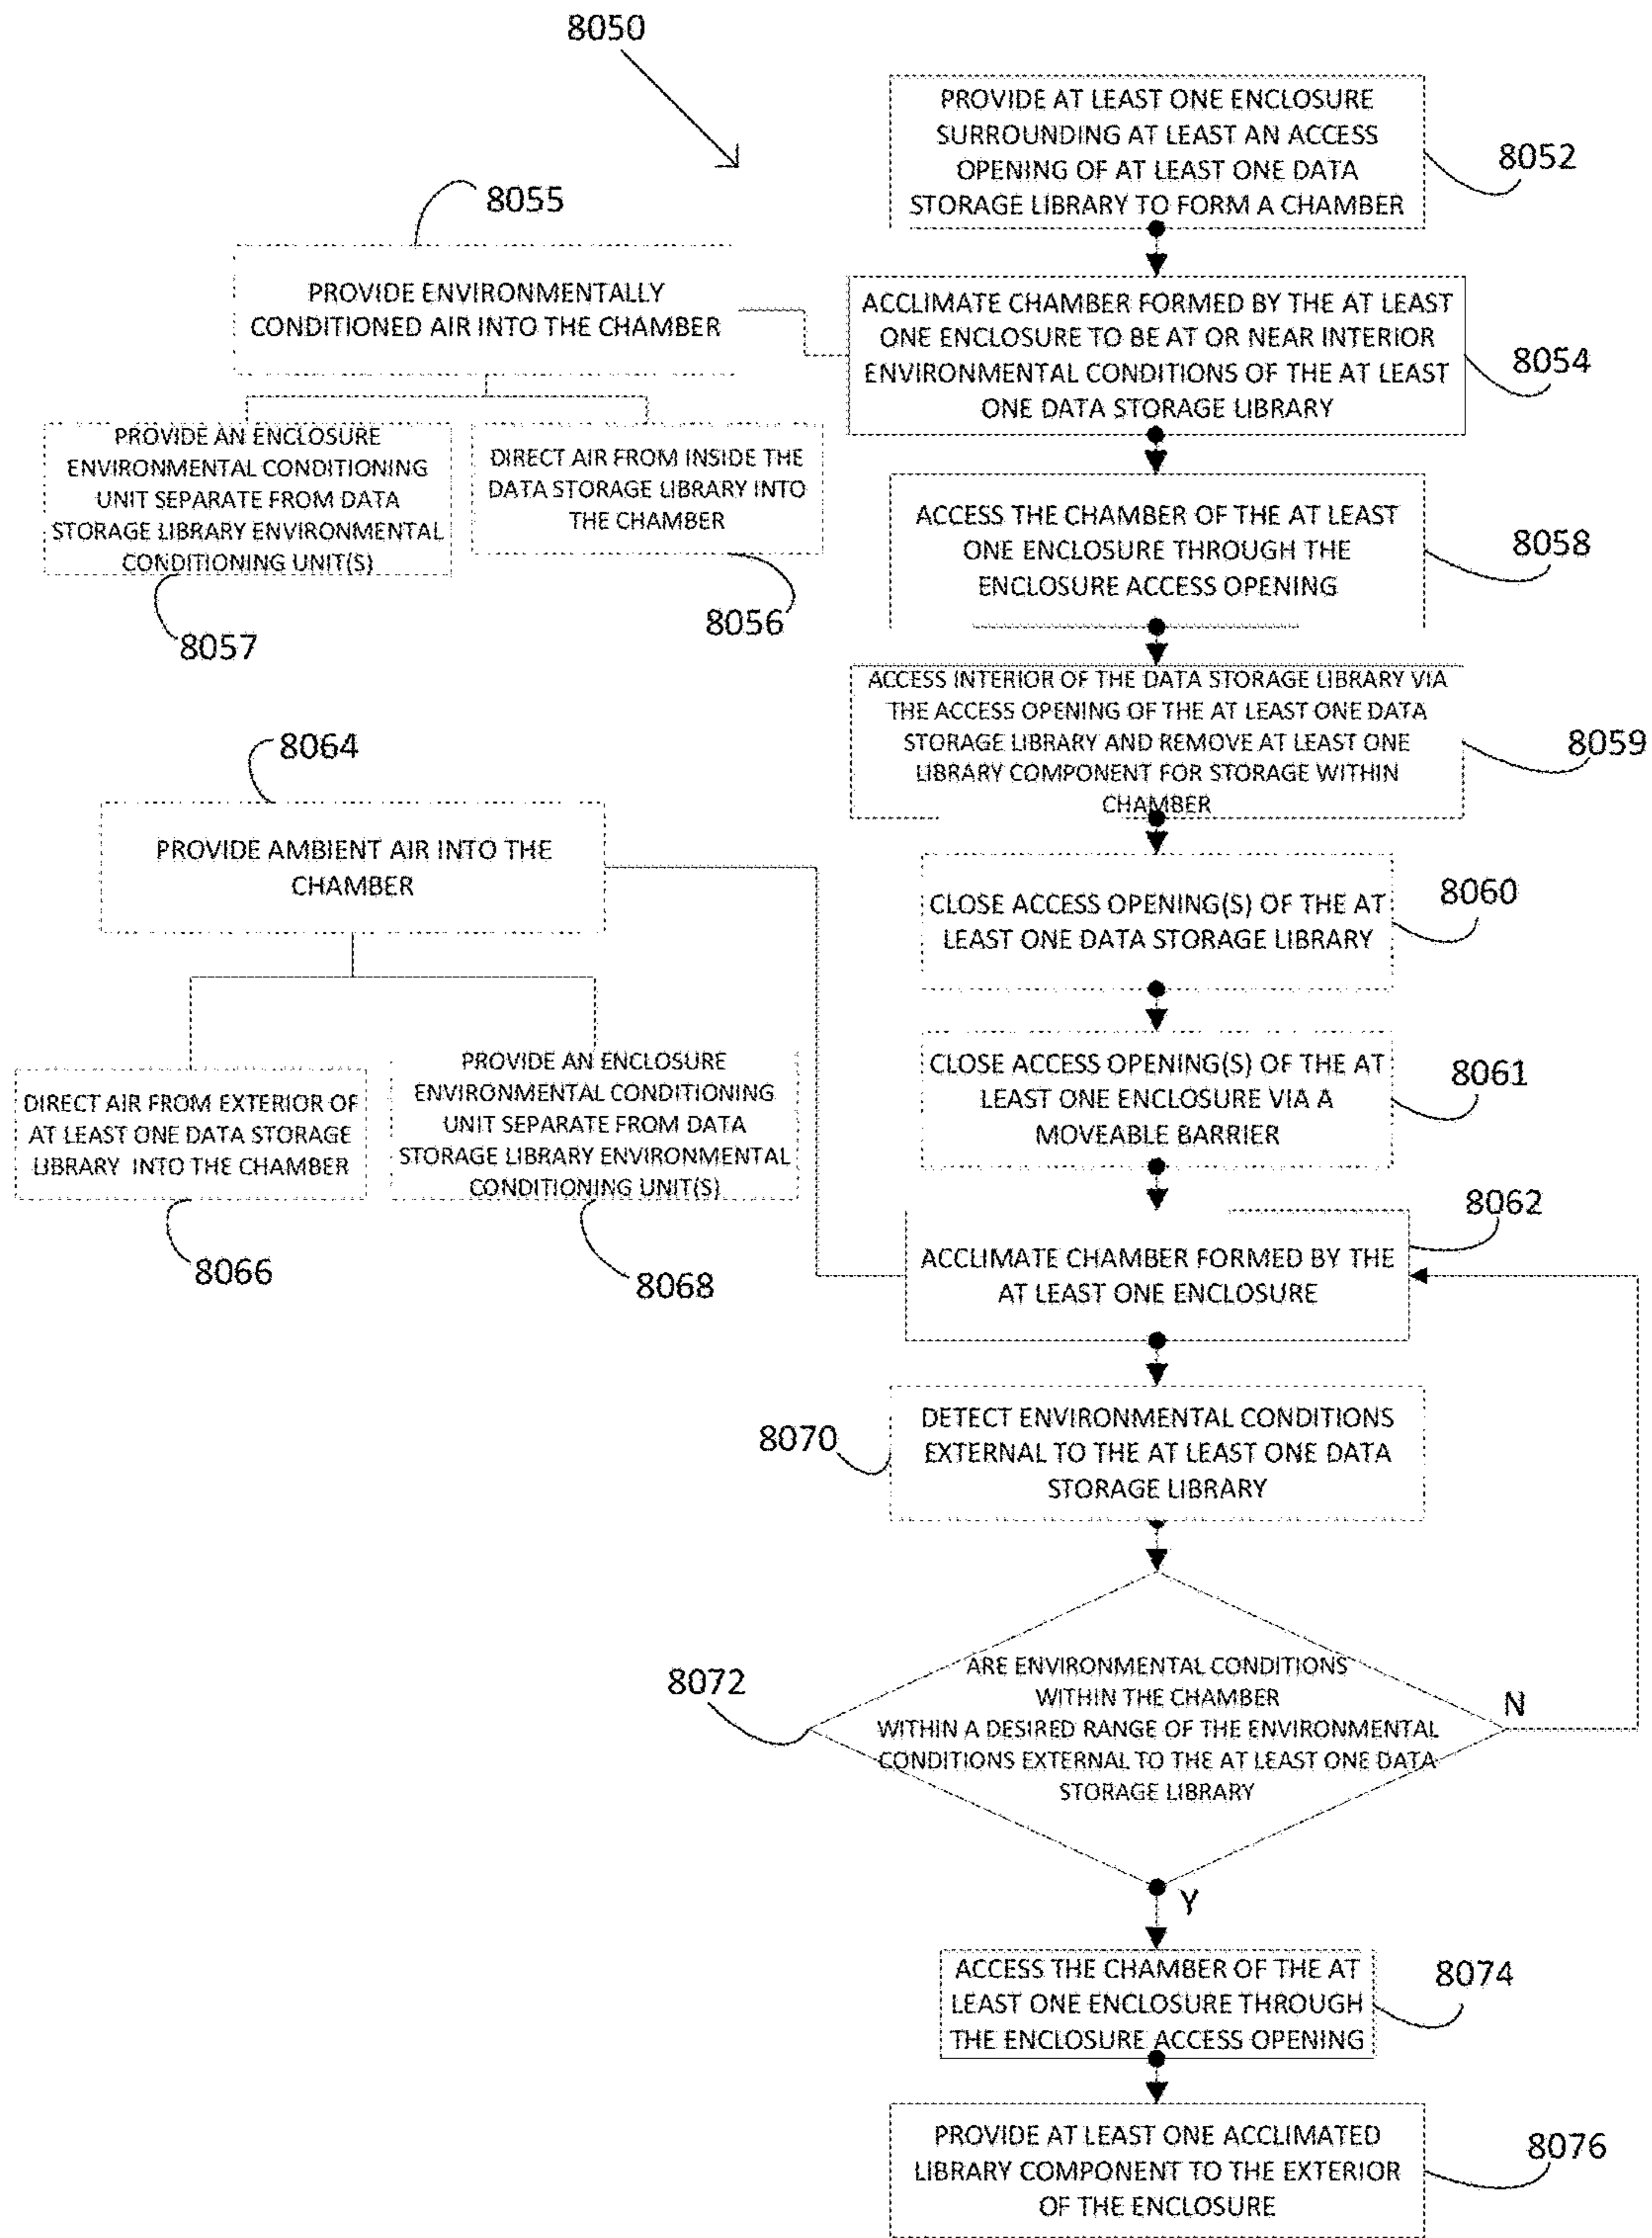 8050
PROVIDE AT LEAST ONE ENCLOSURE
SURROUNDING AT LEAST AN ACCESS
OPENING OF AT LEAST ONE DATA
STORAGE LIBRARY TO FORM A CHAMBER
8052
8055
PROVIDE ENVIRONMENTALLY
CONDITIONED AIR INTO THE CHAMBER
ACCLIMATE CHAMBER FORMED BY THE AT LEAST
ONE ENCLOSURE TO BE AT OR NEAR INTERIOR
ENVIRONMENTAL CONDITIONS OF THE AT LEAST
ONE DATA STORAGE LIBRARY
8054
PROVIDE AN ENCLOSURE
ENVIRONMENTAL CONDITIONING
UNIT SEPARATE FROM DATA
STORAGE LIBRARY ENVIRONMENTAL
CONDITIONING UNIT(S)
8057
DIRECT AIR FROM INSIDE THE
DATA STORAGE LIBRARY INTO
THE CHAMBER
8056
ACCESS THE CHAMBER OF THE AT LEAST
ONE ENCLOSURE THROUGH THE
ENCLOSURE ACCESS OPENING
8058
ACCESS INTERIOR OF THE DATA STORAGE LIBRARY VIA
THE ACCESS OPENING OF THE AT LEAST ONE DATA
STORAGE LIBRARY AND REMOVE AT LEAST ONE
LIBRARY COMPONENT FOR STORAGE WITHIN
CHAMBER
8059
8064
PROVIDE AMBIENT AIR INTO THE
CHAMBER
CLOSE ACCESS OPENING(S) OF THE AT
LEAST ONE DATA STORAGE LIBRARY
8060
CLOSE ACCESS OPENING(S) OF THE AT
LEAST ONE ENCLOSURE VIA A
MOVEABLE BARRIER
8061
DIRECT AIR FROM EXTERIOR OF
AT LEAST ONE DATA STORAGE
LIBRARY INTO THE CHAMBER
8066
PROVIDE AN ENCLOSURE
ENVIRONMENTAL CONDITIONING
UNIT SEPARATE FROM DATA
STORAGE LIBRARY ENVIRONMENTAL
CONDITIONING UNIT(S)
8068
ACCLIMATE CHAMBER FORMED BY THE
AT LEAST ONE ENCLOSURE
8062
DETECT ENVIRONMENTAL CONDITIONS
EXTERNAL TO THE AT LEAST ONE DATA
STORAGE LIBRARY
8070
ARE ENVIRONMENTAL CONDITIONS
WITHIN THE CHAMBER
WITHIN A DESIRED RANGE OF THE ENVIRONMENTAL
CONDITIONS EXTERNAL TO THE AT LEAST ONE DATA
STORAGE LIBRARY
8072
N
Y
ACCESS THE CHAMBER OF THE AT
LEAST ONE ENCLOSURE THROUGH
THE ENCLOSURE ACCESS OPENING
8074
PROVIDE AT LEAST ONE ACCLIMATED
LIBRARY COMPONENT TO THE EXTERIOR
OF THE ENCLOSURE
8076